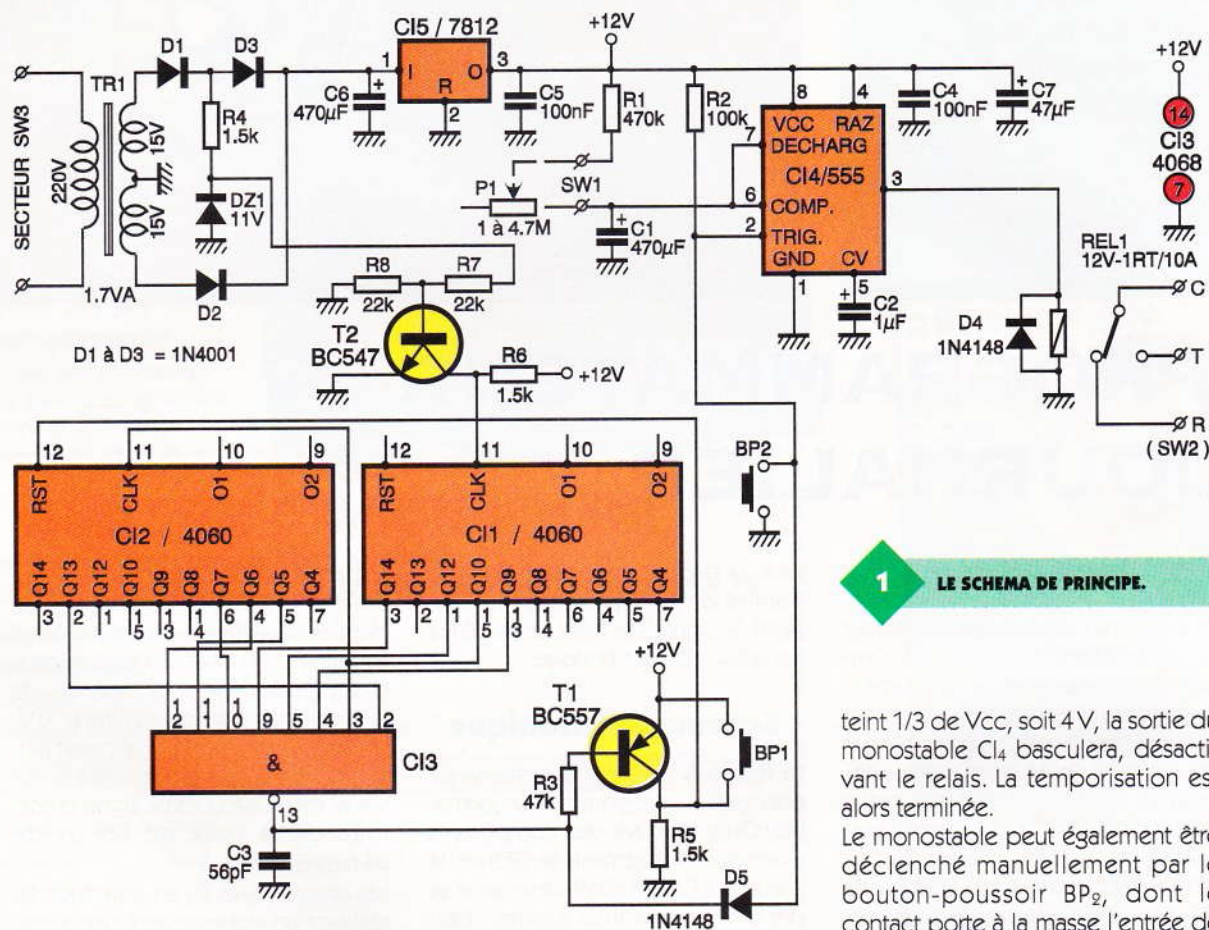 SECTEUR SW3
220V
TR1
15V
15V
1.7VA
D1
D3
R4
1.5k
DZ1
11V
D2
D1 à D3 = 1N4001
CI5 / 7812
1
I
O
3
R
2
C6
470µF
+
C5
100nF
+12V
R1
470k
R2
100k
P1
1 à 4.7M
SW1
C1
470µF
+
8
4
VCC RAZ
7
DECHARG
CI4/555
6
COMP.
2
TRIG.
GND
CV
3
1
5
C2
1µF
+
C4
100nF
C7
47µF
+
D4
1N4148
+12V
14
CI3
4068
7
REL1
12V-1RT/10A
C
T
R
(SW2)
R8
22k
R7
22k
T2
BC547
R6
1.5k
+12V
12
11
10
9
RST
CLK
O1
O2
CI2 / 4060
Q14
Q13
Q12
Q10
Q9
Q8
Q7
Q6
Q5
Q4
3
2
1
15
13
14
6
4
5
7
12
11
10
9
RST
CLK
O1
O2
CI1 / 4060
Q14
Q13
Q12
Q10
Q9
Q8
Q7
Q6
Q5
Q4
3
2
1
15
13
14
6
4
5
7
12
11
10
9
5
4
3
2
&
CI3
13
C3
56pF
BP2
+12V
T1
BC557
BP1
R3
47k
R5
1.5k
D5
1N4148
1
LE SCHEMA DE PRINCIPE.
teint 1/3 de Vcc, soit 4 V, la sortie du
monostable CI4 basculera, désacti-
vant le relais. La temporisation est
alors terminée.
Le monostable peut également être
déclenché manuellement par le
bouton-poussoir BP2, dont le
contact porte à la masse l'entrée de